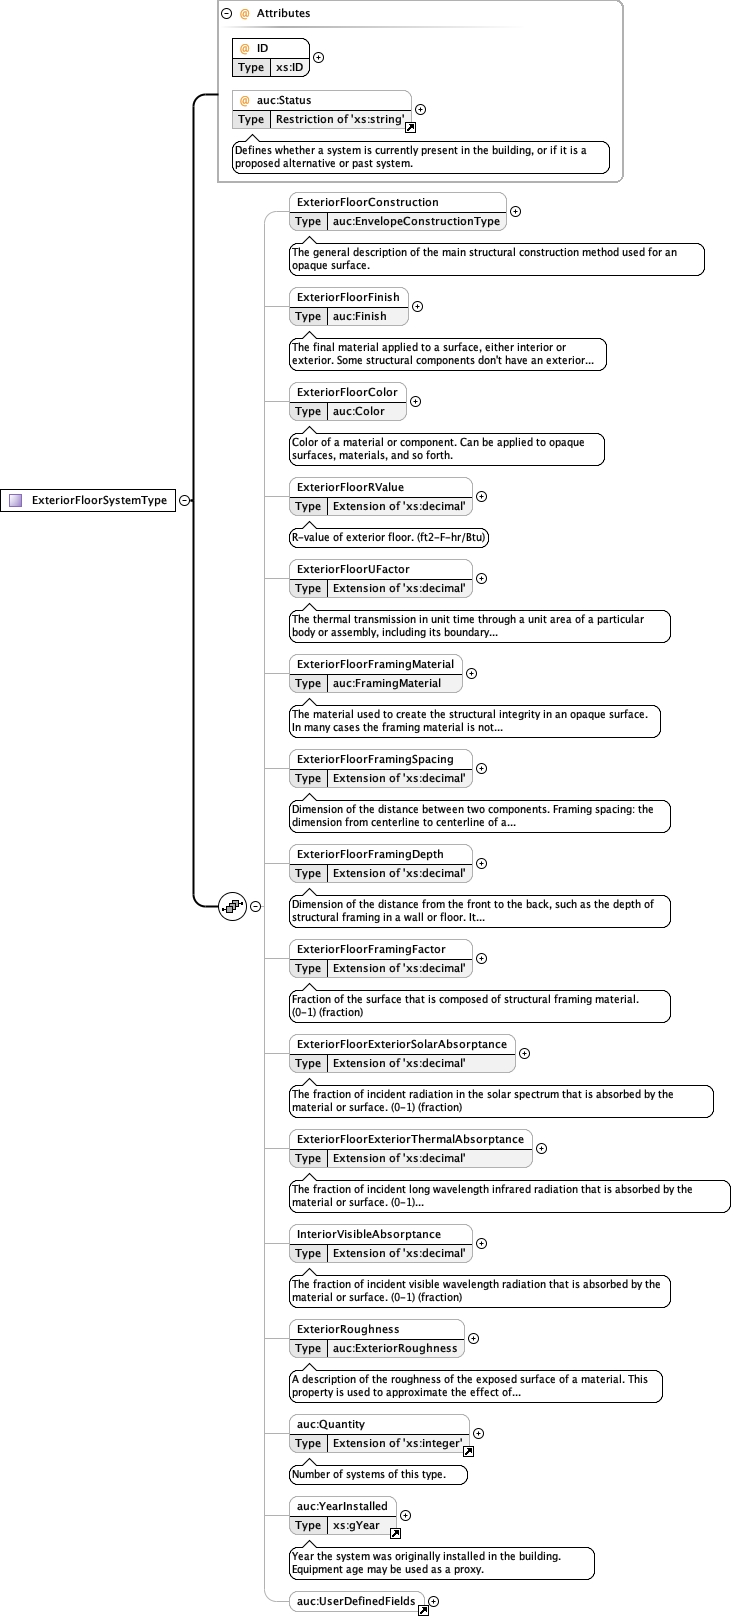 @ Attributes
@ ID
Type xs:ID
@ auc:Status
Type Restriction of 'xs:string'
Defines whether a system is currently present in the building, or if it is a
proposed alternative or past system.
ExteriorFloorConstruction
Type auc:EnvelopeConstructionType
The general description of the main structural construction method used for an
opaque surface.
ExteriorFloorFinish
Type auc:Finish
The final material applied to a surface, either interior or
exterior. Some structural components don't have an exterior...
ExteriorFloorColor
Type auc:Color
Color of a material or component. Can be applied to opaque
surfaces, materials, and so forth.
ExteriorFloorRValue
Type Extension of 'xs:decimal'
ExteriorFloorSystemType
R-value of exterior floor. (ft2-F-hr/Btu)
ExteriorFloorUFactor
Type Extension of 'xs:decimal'
The thermal transmission in unit time through a unit area of a particular
body or assembly, including its boundary...
ExteriorFloorFramingMaterial
Type auc:FramingMaterial
The material used to create the structural integrity in an opaque surface.
In many cases the framing material is not...
ExteriorFloorFramingSpacing
Type Extension of 'xs:decimal'
Dimension of the distance between two components. Framing spacing: the
dimension from centerline to centerline of a...
ExteriorFloorFramingDepth
Type Extension of 'xs:decimal'
Dimension of the distance from the front to the back, such as the depth of
structural framing in a wall or floor. It...
ExteriorFloorFramingFactor
Type Extension of 'xs:decimal'
Fraction of the surface that is composed of structural framing material.
(0-1) (fraction)
ExteriorFloorExteriorSolarAbsorptance
Type Extension of 'xs:decimal'
The fraction of incident radiation in the solar spectrum that is absorbed by the
material or surface. (0-1) (fraction)
ExteriorFloorExteriorThermalAbsorptance
Type Extension of 'xs:decimal'
The fraction of incident long wavelength infrared radiation that is absorbed by the
material or surface. (0-1)...
InteriorVisibleAbsorptance
Type Extension of 'xs:decimal'
The fraction of incident visible wavelength radiation that is absorbed by the
material or surface. (0-1) (fraction)
ExteriorRoughness
Type auc:ExteriorRoughness
A description of the roughness of the exposed surface of a material. This
property is used to approximate the effect of...
auc:Quantity
Type Extension of 'xs:integer'
Number of systems of this type.
auc:YearInstalled
Type xs:gYear
Year the system was originally installed in the building.
Equipment age may be used as a proxy.
auc:UserDefinedFields